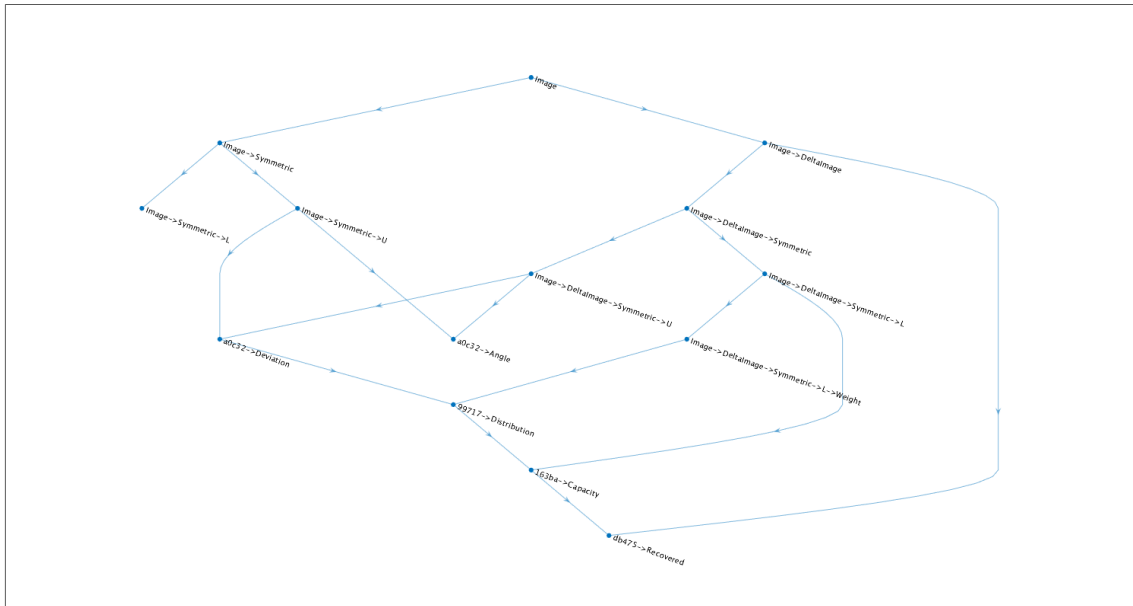 Image
Image->Symmetric
Image->DeltaImage
Image->Symmetric->L
Image->Symmetric->U
Image->DeltaImage->Symmetric
Image->DeltaImage->Symmetric->U
Image->DeltaImage->Symmetric->L
a0c32->Deviation
a0c32->Angle
Image->DeltaImage->Symmetric->L->Weight
99717->Distribution
163ba->Capacity
db475->Recovered